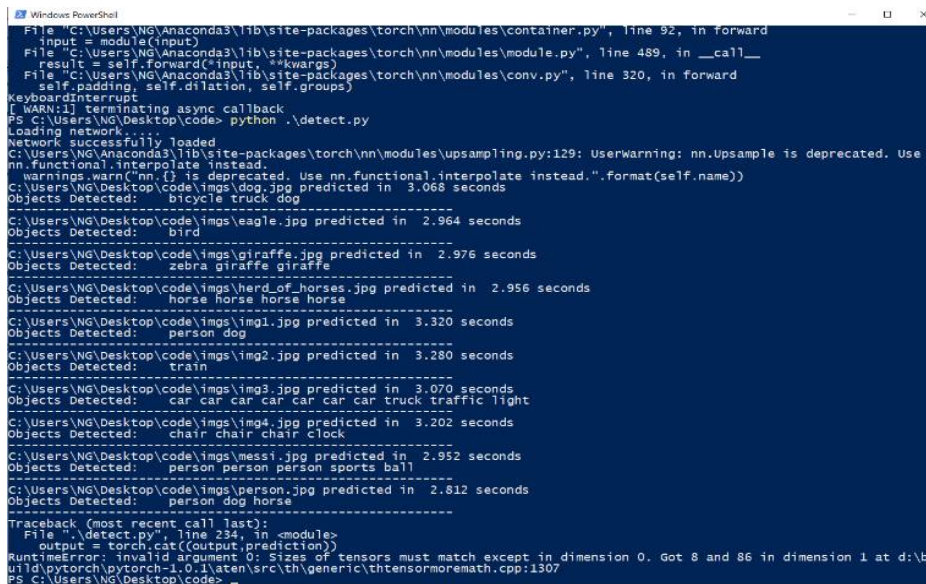 Windows PowerShell
File "C:\Users\NG\Anaconda3\lib\site-packages\torch\nn\modules\container.py", line 92, in forward
input = module(input)
File "C:\Users\NG\Anaconda3\lib\site-packages\torch\nn\modules\module.py", line 489, in __call__
result = self.forward(*input, **kwargs)
File "C:\Users\NG\Anaconda3\lib\site-packages\torch\nn\modules\conv.py", line 320, in forward
self.padding, self.dilation, self.groups)
KeyboardInterrupt
[ WARN:1] terminating async callback
PS C:\Users\NG\Desktop\code> python .\detect.py
Loading network.....
Network successfully loaded
C:\Users\NG\Anaconda3\lib\site-packages\torch\nn\modules\upsampling.py:129: UserWarning: nn.Upsample is deprecated. Use
nn.functional.interpolate instead.
warnings.warn("nn.{} is deprecated. Use nn.functional.interpolate instead.".format(self.name))
C:\Users\NG\Desktop\code\imgs\dog.jpg predicted in  3.068 seconds
Objects Detected:    bicycle truck dog
----------------------------------------------------------
C:\Users\NG\Desktop\code\imgs\eagle.jpg predicted in  2.964 seconds
Objects Detected:    bird
----------------------------------------------------------
C:\Users\NG\Desktop\code\imgs\giraffe.jpg predicted in  2.976 seconds
Objects Detected:    zebra giraffe giraffe
----------------------------------------------------------
C:\Users\NG\Desktop\code\imgs\herd_of_horses.jpg predicted in  2.956 seconds
Objects Detected:    horse horse horse horse
----------------------------------------------------------
C:\Users\NG\Desktop\code\imgs\img1.jpg predicted in  3.320 seconds
Objects Detected:    person dog
----------------------------------------------------------
C:\Users\NG\Desktop\code\imgs\img2.jpg predicted in  3.280 seconds
Objects Detected:    train
----------------------------------------------------------
C:\Users\NG\Desktop\code\imgs\img3.jpg predicted in  3.070 seconds
Objects Detected:    car car car car car car car truck traffic light
----------------------------------------------------------
C:\Users\NG\Desktop\code\imgs\img4.jpg predicted in  3.202 seconds
Objects Detected:    chair chair chair clock
----------------------------------------------------------
C:\Users\NG\Desktop\code\imgs\messi.jpg predicted in  2.952 seconds
Objects Detected:    person person person sports ball
----------------------------------------------------------
C:\Users\NG\Desktop\code\imgs\person.jpg predicted in  2.812 seconds
Objects Detected:    person dog horse
----------------------------------------------------------
Traceback (most recent call last):
File ".\detect.py", line 234, in <module>
output = torch.cat((output,prediction))
RuntimeError: invalid argument 0: Sizes of tensors must match except in dimension 0. Got 8 and 86 in dimension 1 at d:\b
uild\pytorch\pytorch-1.0.1\aten\src\th\generic\thtensormoremath.cpp:1307
PS C:\Users\NG\Desktop\code> _